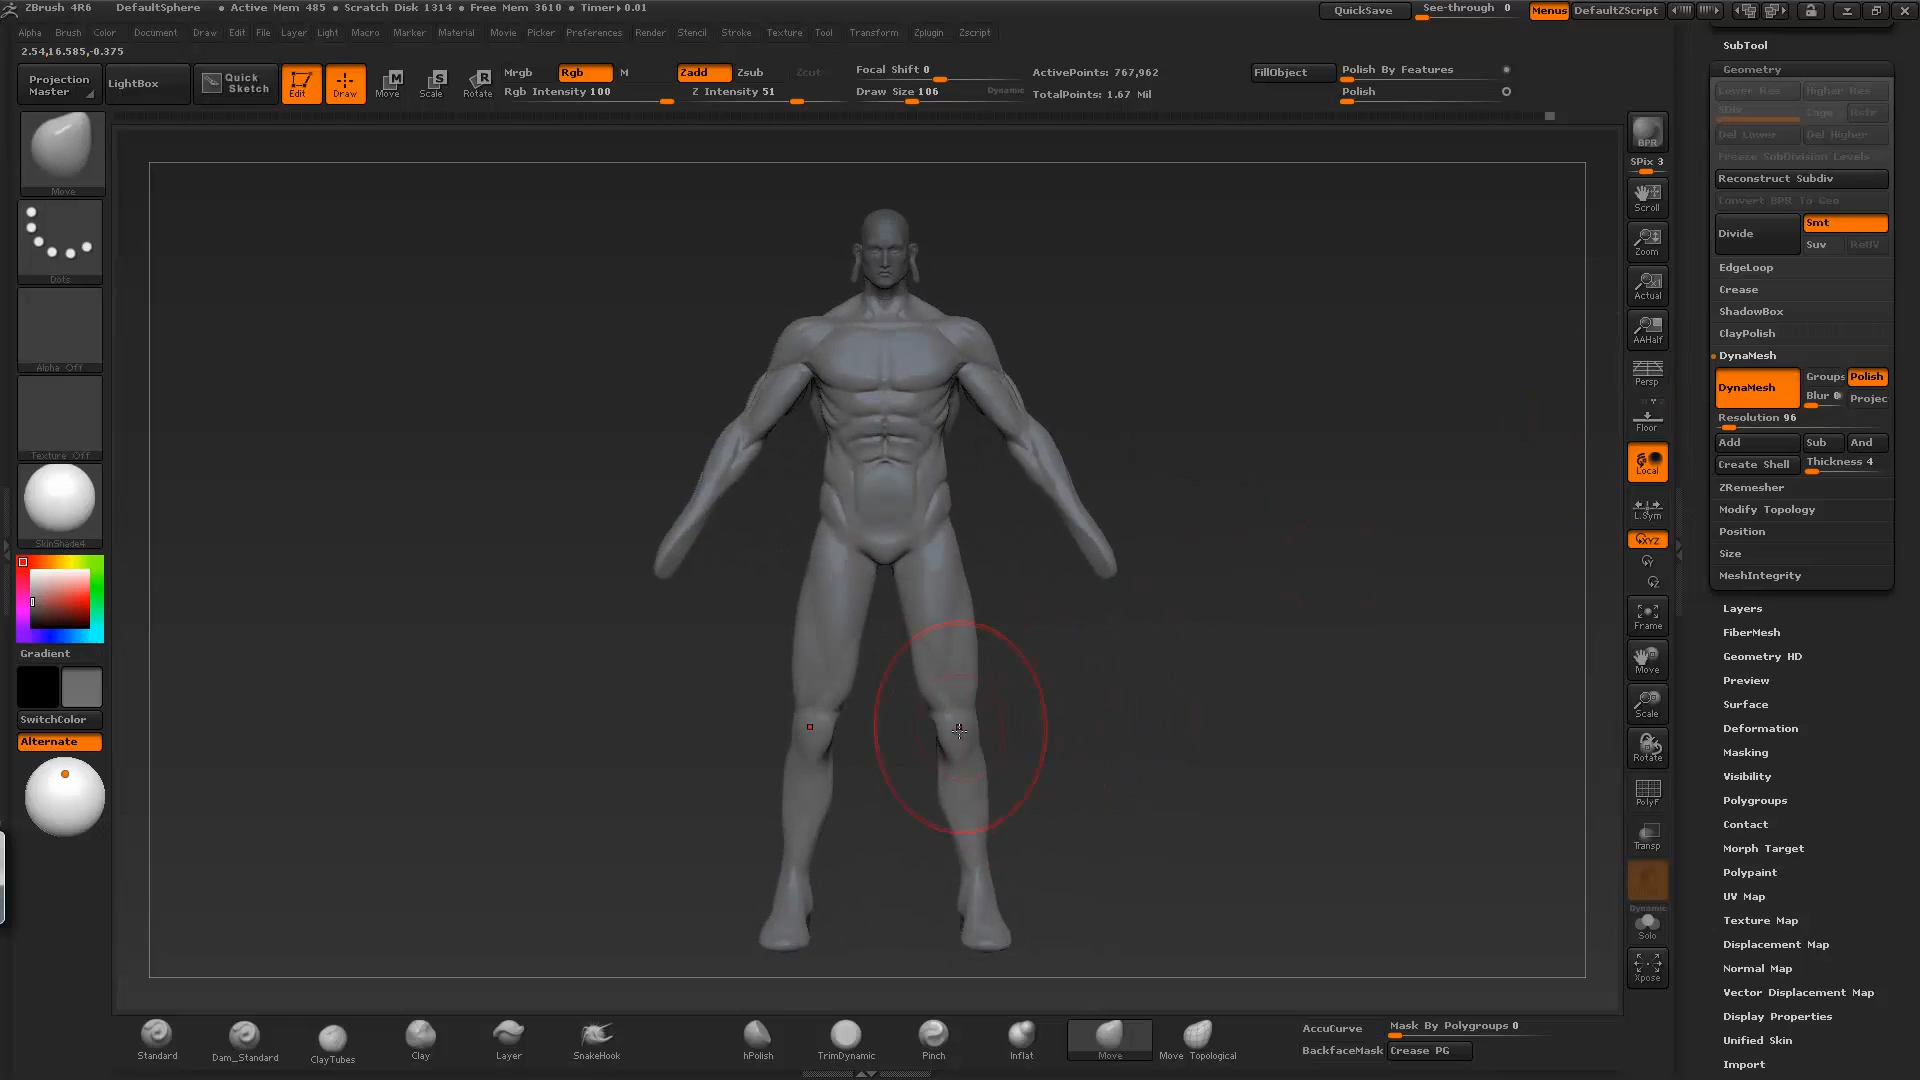 ZBrush 4R6 DefaultSphere • Active Mem 485 • Scratch Disk 1314 • Free Mem 3610 • Timer▸0.01 QuickSave See-through 0 Menus DefaultZScript
Alpha Brush Color Document Draw Edit File Layer Light Macro Marker Material Movie Picker Preferences Render Stencil Stroke Texture Tool Transform Zplugin Zscript
2.54,16.585,-0.375
Projection Master
LightBox
Quick Sketch
Edit
Draw
Move
Scale
Rotate
Mrgb Rgb M
Rgb Intensity 100
Zadd Zsub Zcut
Z Intensity 51
Focal Shift 0
Draw Size 106 Dynamic
ActivePoints: 767,962
TotalPoints: 1.67 Mil
FillObject
Polish By Features
Polish
Move
Dots
Alpha Off
Texture Off
SkinShade4
Gradient
SwitchColor
Alternate
BPR
SPix 3
Scroll
Zoom
Actual
AAHalf
Persp
Floor
Local
L.Sym
XYZ
Frame
Move
Scale
Rotate
PolyF
Transp
Dynamic
Solo
Xpose
SubTool
Geometry
Lower Res Higher Res
SDiv Cage Rstr
Del Lower Del Higher
Freeze SubDivision Levels
Reconstruct Subdiv
Convert BPR To Geo
Divide Smt
Suv ReUV
EdgeLoop
Crease
ShadowBox
ClayPolish
DynaMesh
DynaMesh Groups Polish
Blur 0 Projec
Resolution 96
Add Sub And
Create Shell Thickness 4
ZRemesher
Modify Topology
Position
Size
MeshIntegrity
Layers
FiberMesh
Geometry HD
Preview
Surface
Deformation
Masking
Visibility
Polygroups
Contact
Morph Target
Polypaint
UV Map
Texture Map
Displacement Map
Normal Map
Vector Displacement Map
Display Properties
Unified Skin
Import
Standard Dam_Standard ClayTubes Clay Layer SnakeHook hPolish TrimDynamic Pinch Inflat Move Move Topological
AccuCurve Mask By Polygroups 0
BackfaceMask Crease PG